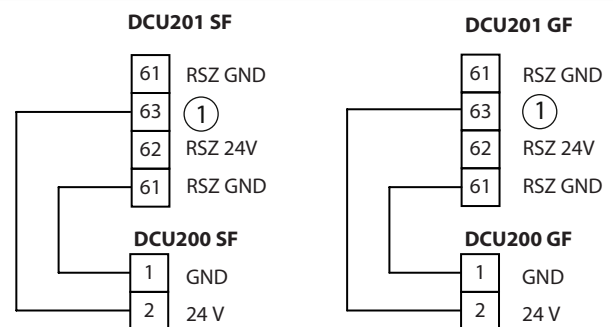 DCU201 SF
61 RSZ GND
63 1
62 RSZ 24V
61 RSZ GND
DCU200 SF
1 GND
2 24 V
DCU201 GF
61 RSZ GND
63 1
62 RSZ 24V
61 RSZ GND
DCU200 GF
1 GND
2 24 V